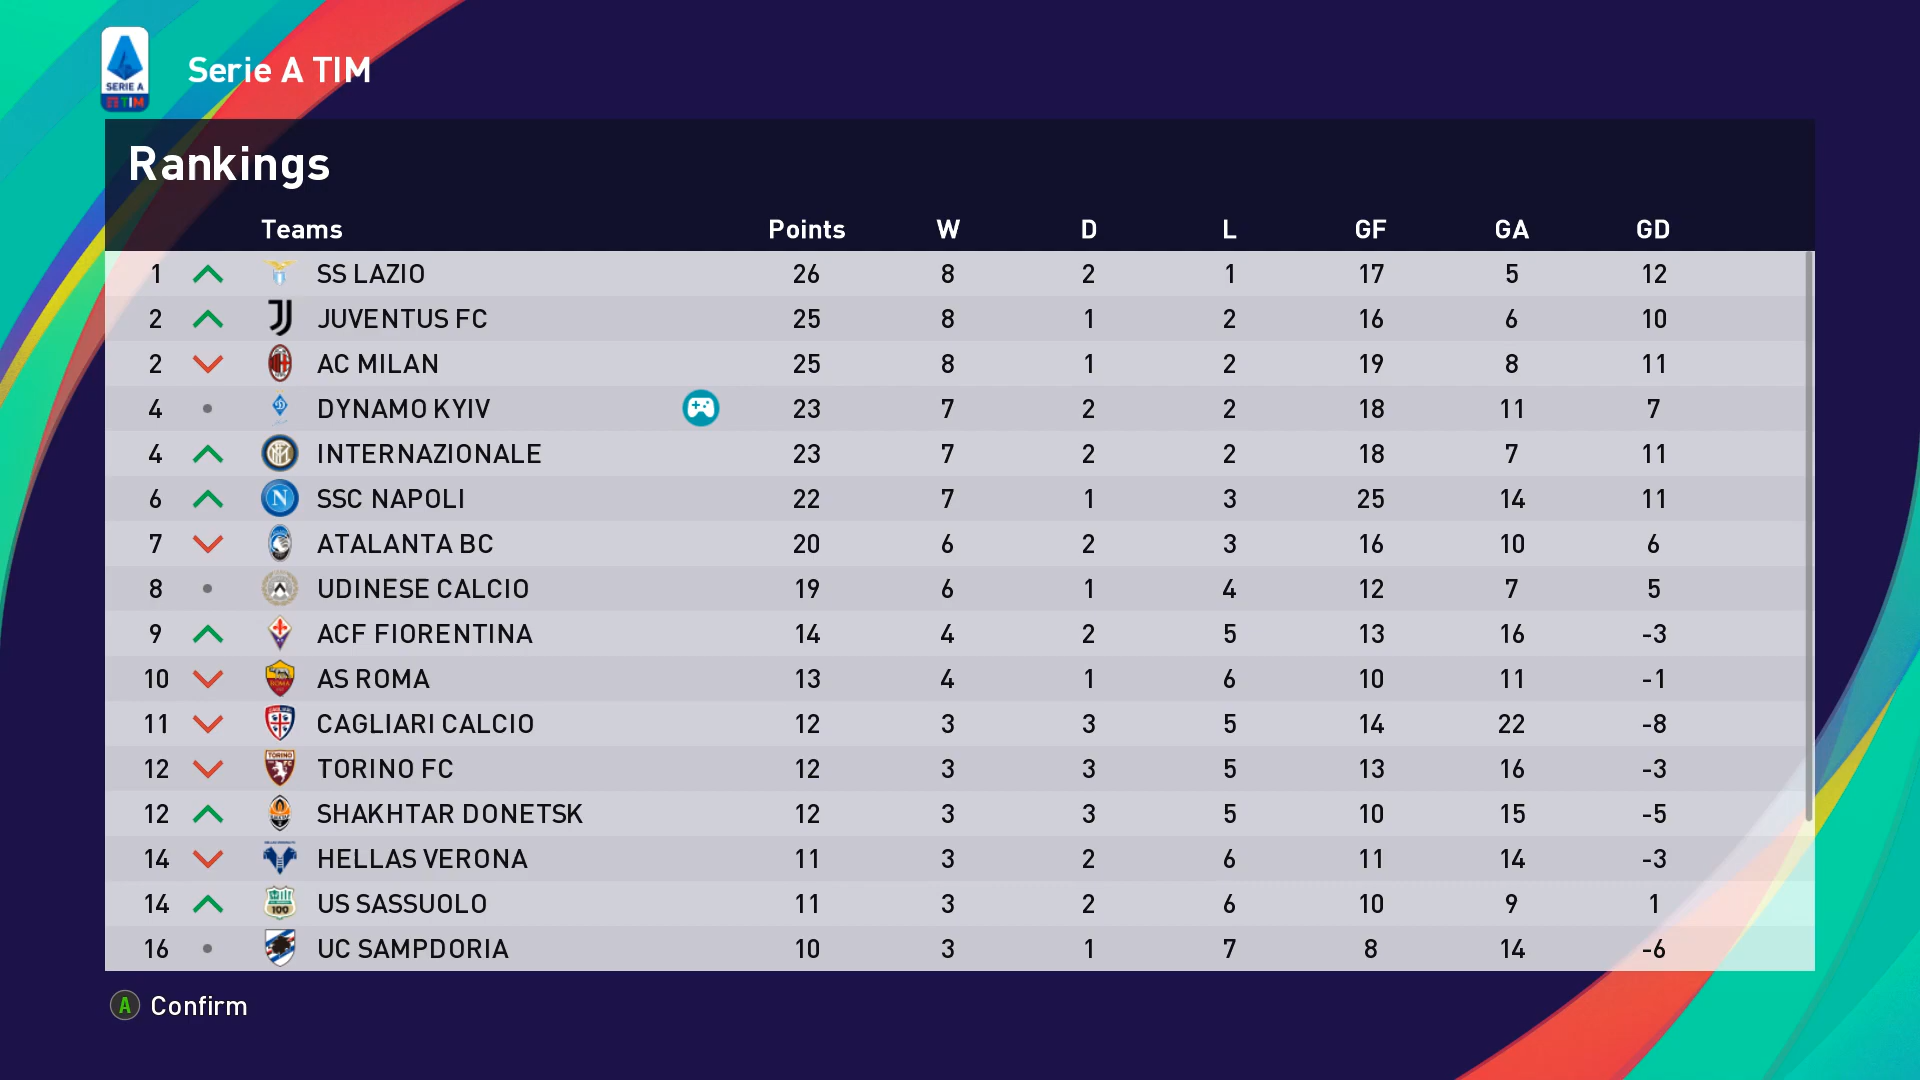 SERIE A
TIM
Serie A TIM
Rankings
Teams Points W D L GF GA GD
1 SS LAZIO 26 8 2 1 17 5 12
2 JUVENTUS FC 25 8 1 2 16 6 10
2 AC MILAN 25 8 1 2 19 8 11
4 DYNAMO KYIV 23 7 2 2 18 11 7
4 INTERNAZIONALE 23 7 2 2 18 7 11
6 N SSC NAPOLI 22 7 1 3 25 14 11
7 ATALANTA BC 20 6 2 3 16 10 6
8 UDINESE CALCIO 19 6 1 4 12 7 5
9 ACF FIORENTINA 14 4 2 5 13 16 -3
10 ROMA AS ROMA 13 4 1 6 10 11 -1
11 CAGLIARI CAGLIARI CALCIO 12 3 3 5 14 22 -8
12 TORINO FC TORINO FC 12 3 3 5 13 16 -3
12 SHAKHTAR DONETSK 12 3 3 5 10 15 -5
14 HELLAS VERONA 11 3 2 6 11 14 -3
14 100 US SASSUOLO 11 3 2 6 10 9 1
16 UC SAMPDORIA 10 3 1 7 8 14 -6
A Confirm